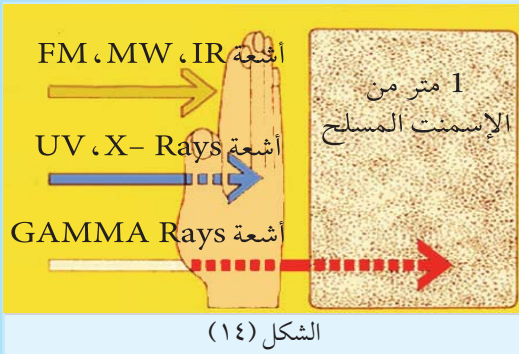 أشعة FM، MW، IR
1 متر من
الإسمنت المسلح
أشعة UV، X– Rays
أشعة GAMMA Rays
الشكل (١٤)